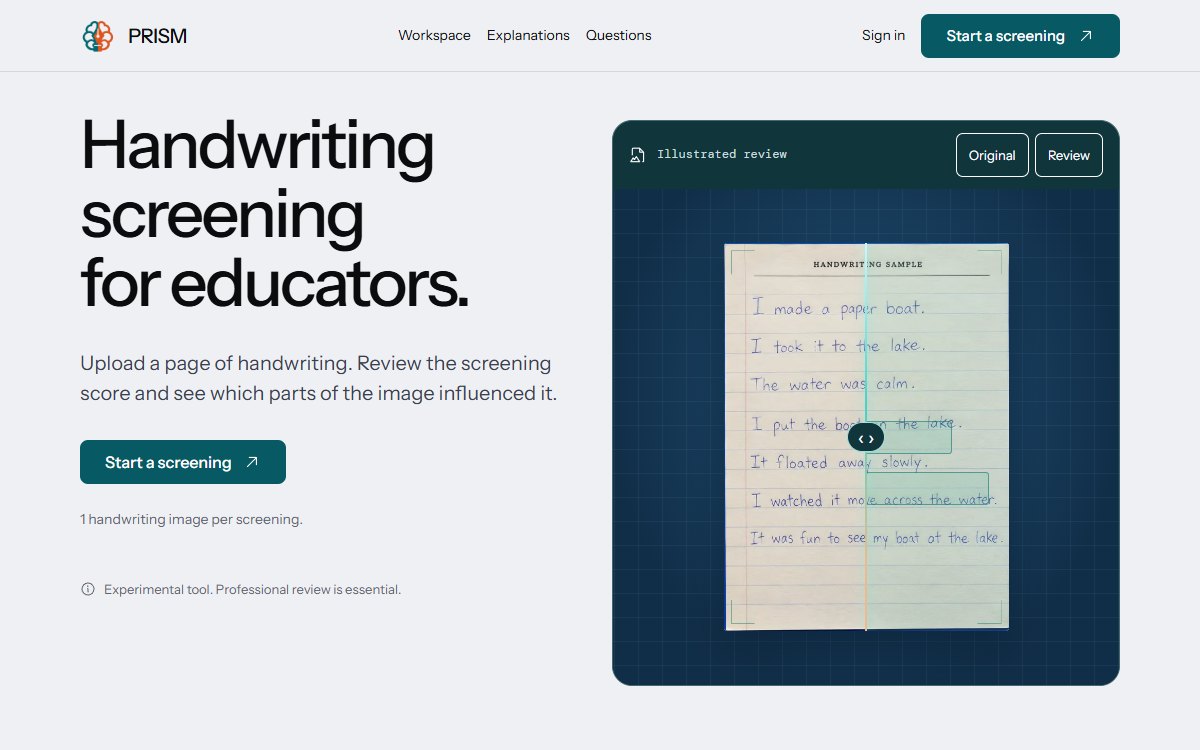 PRISM
Workspace Explanations Questions
Sign in
Start a screening
Handwriting
screening
for educators.
Upload a page of handwriting. Review the screening
score and see which parts of the image influenced it.
Start a screening
1 handwriting image per screening.
Experimental tool. Professional review is essential.
Illustrated review
Original
Review
HANDWRITING SAMPLE
I made a paper boat.
I took it to the lake.
The water was calm.
I put the boat on the lake.
It floated away slowly.
I watched it move across the water.
It was fun to see my boat at the lake.